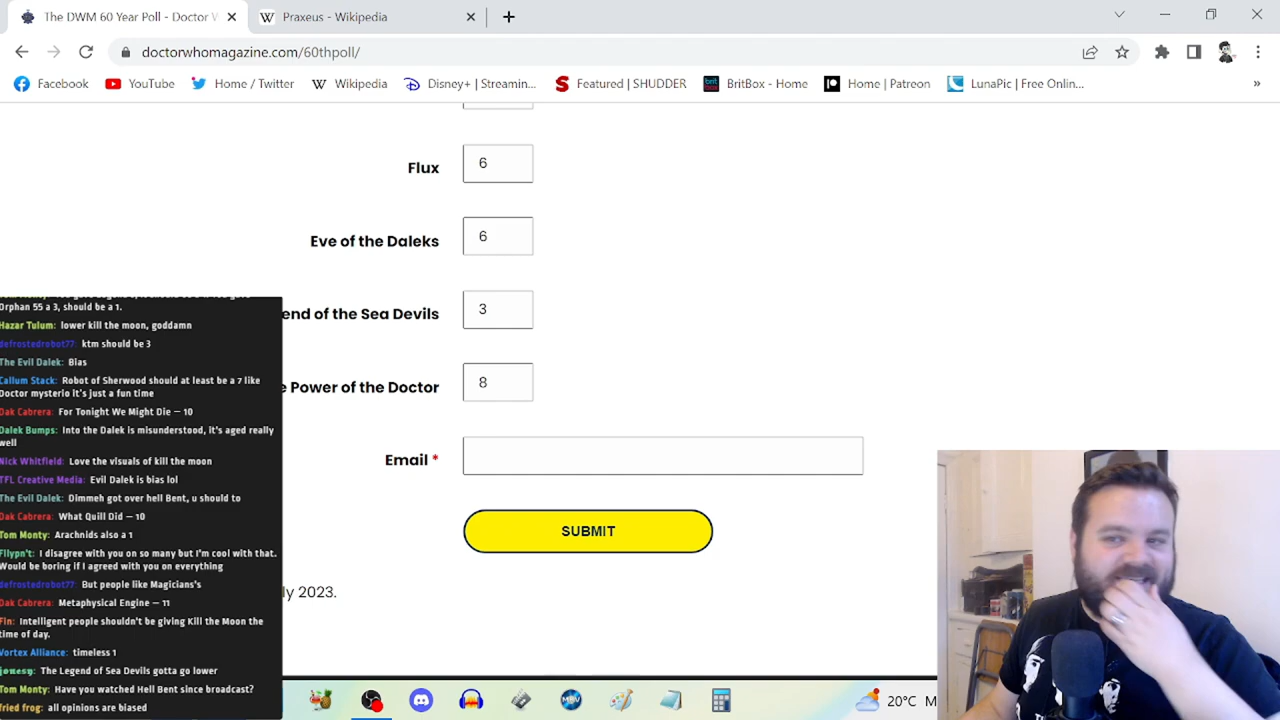 The DWM 60 Year Poll - Doctor W
Praxeus - Wikipedia
doctorwhomagazine.com/60thpoll/
Facebook
YouTube
Home / Twitter
Wikipedia
Disney+ | Streamin...
Featured | SHUDDER
BritBox - Home
Home | Patreon
LunaPic | Free Onlin...
»
Flux
6
Eve of the Daleks
6
end of the Sea Devils
3
e Power of the Doctor
8
Email *
SUBMIT
ly 2023.
Orphan 55 a 3, should be a 1.
Hazar Tulum: lower kill the moon, goddamn
defrostedrobot77: ktm should be 3
The Evil Dalek: Bias
Callum Stack: Robot of Sherwood should at least be a 7 like
Doctor mysterio it's just a fun time
Dak Cabrera: For Tonight We Might Die — 10
Dalek Bumps: Into the Dalek is misunderstood, it's aged really
well
Nick Whitfield: Love the visuals of kill the moon
TFL Creative Media: Evil Dalek is bias lol
The Evil Dalek: Dimmeh got over hell Bent, u should to
Dak Cabrera: What Quill Did — 10
Tom Monty: Arachnids also a 1
Fllypn't: I disagree with you on so many but I'm cool with that.
Would be boring if I agreed with you on everything
defrostedrobot77: But people like Magicians's
Dak Cabrera: Metaphysical Engine — 11
Fin: Intelligent people shouldn't be giving Kill the Moon the
time of day.
Vortex Alliance: timeless 1
The Legend of Sea Devils gotta go lower
Tom Monty: Have you watched Hell Bent since broadcast?
fried frog: all opinions are biased
20°C M